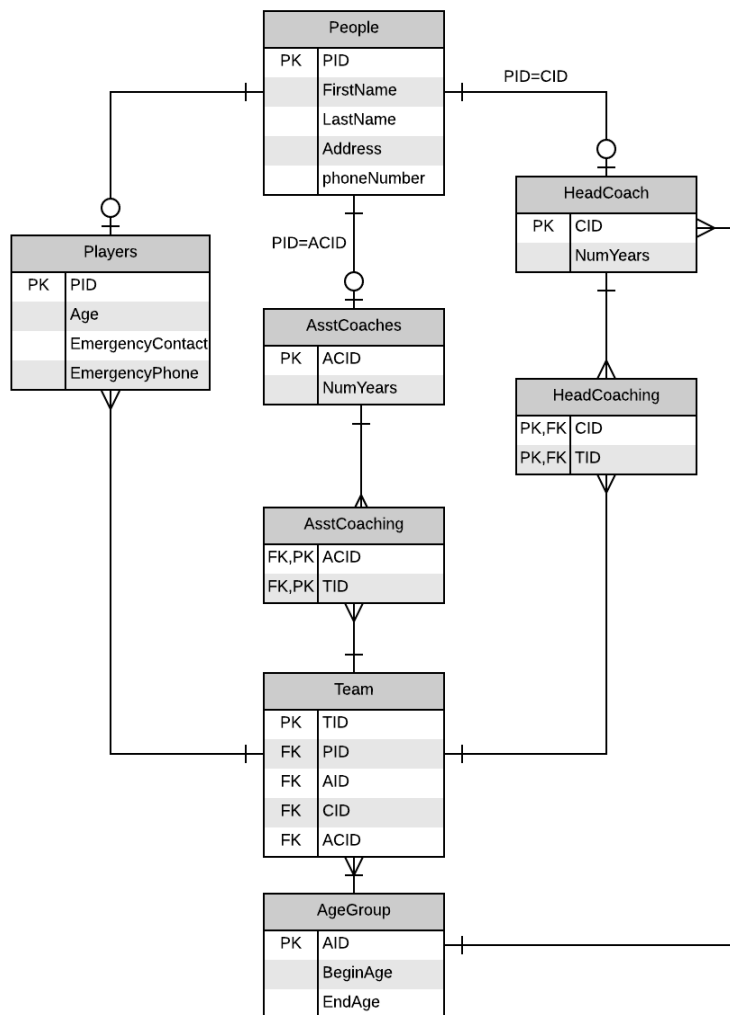 People
PK PID
FirstName
LastName
Address
phoneNumber
PID=CID
PID=ACID
Players
PK PID
Age
EmergencyContact
EmergencyPhone
AsstCoaches
PK ACID
NumYears
HeadCoach
PK CID
NumYears
HeadCoaching
PK,FK CID
PK,FK TID
AsstCoaching
FK,PK ACID
FK,PK TID
Team
PK TID
FK PID
FK AID
FK CID
FK ACID
AgeGroup
PK AID
BeginAge
EndAge